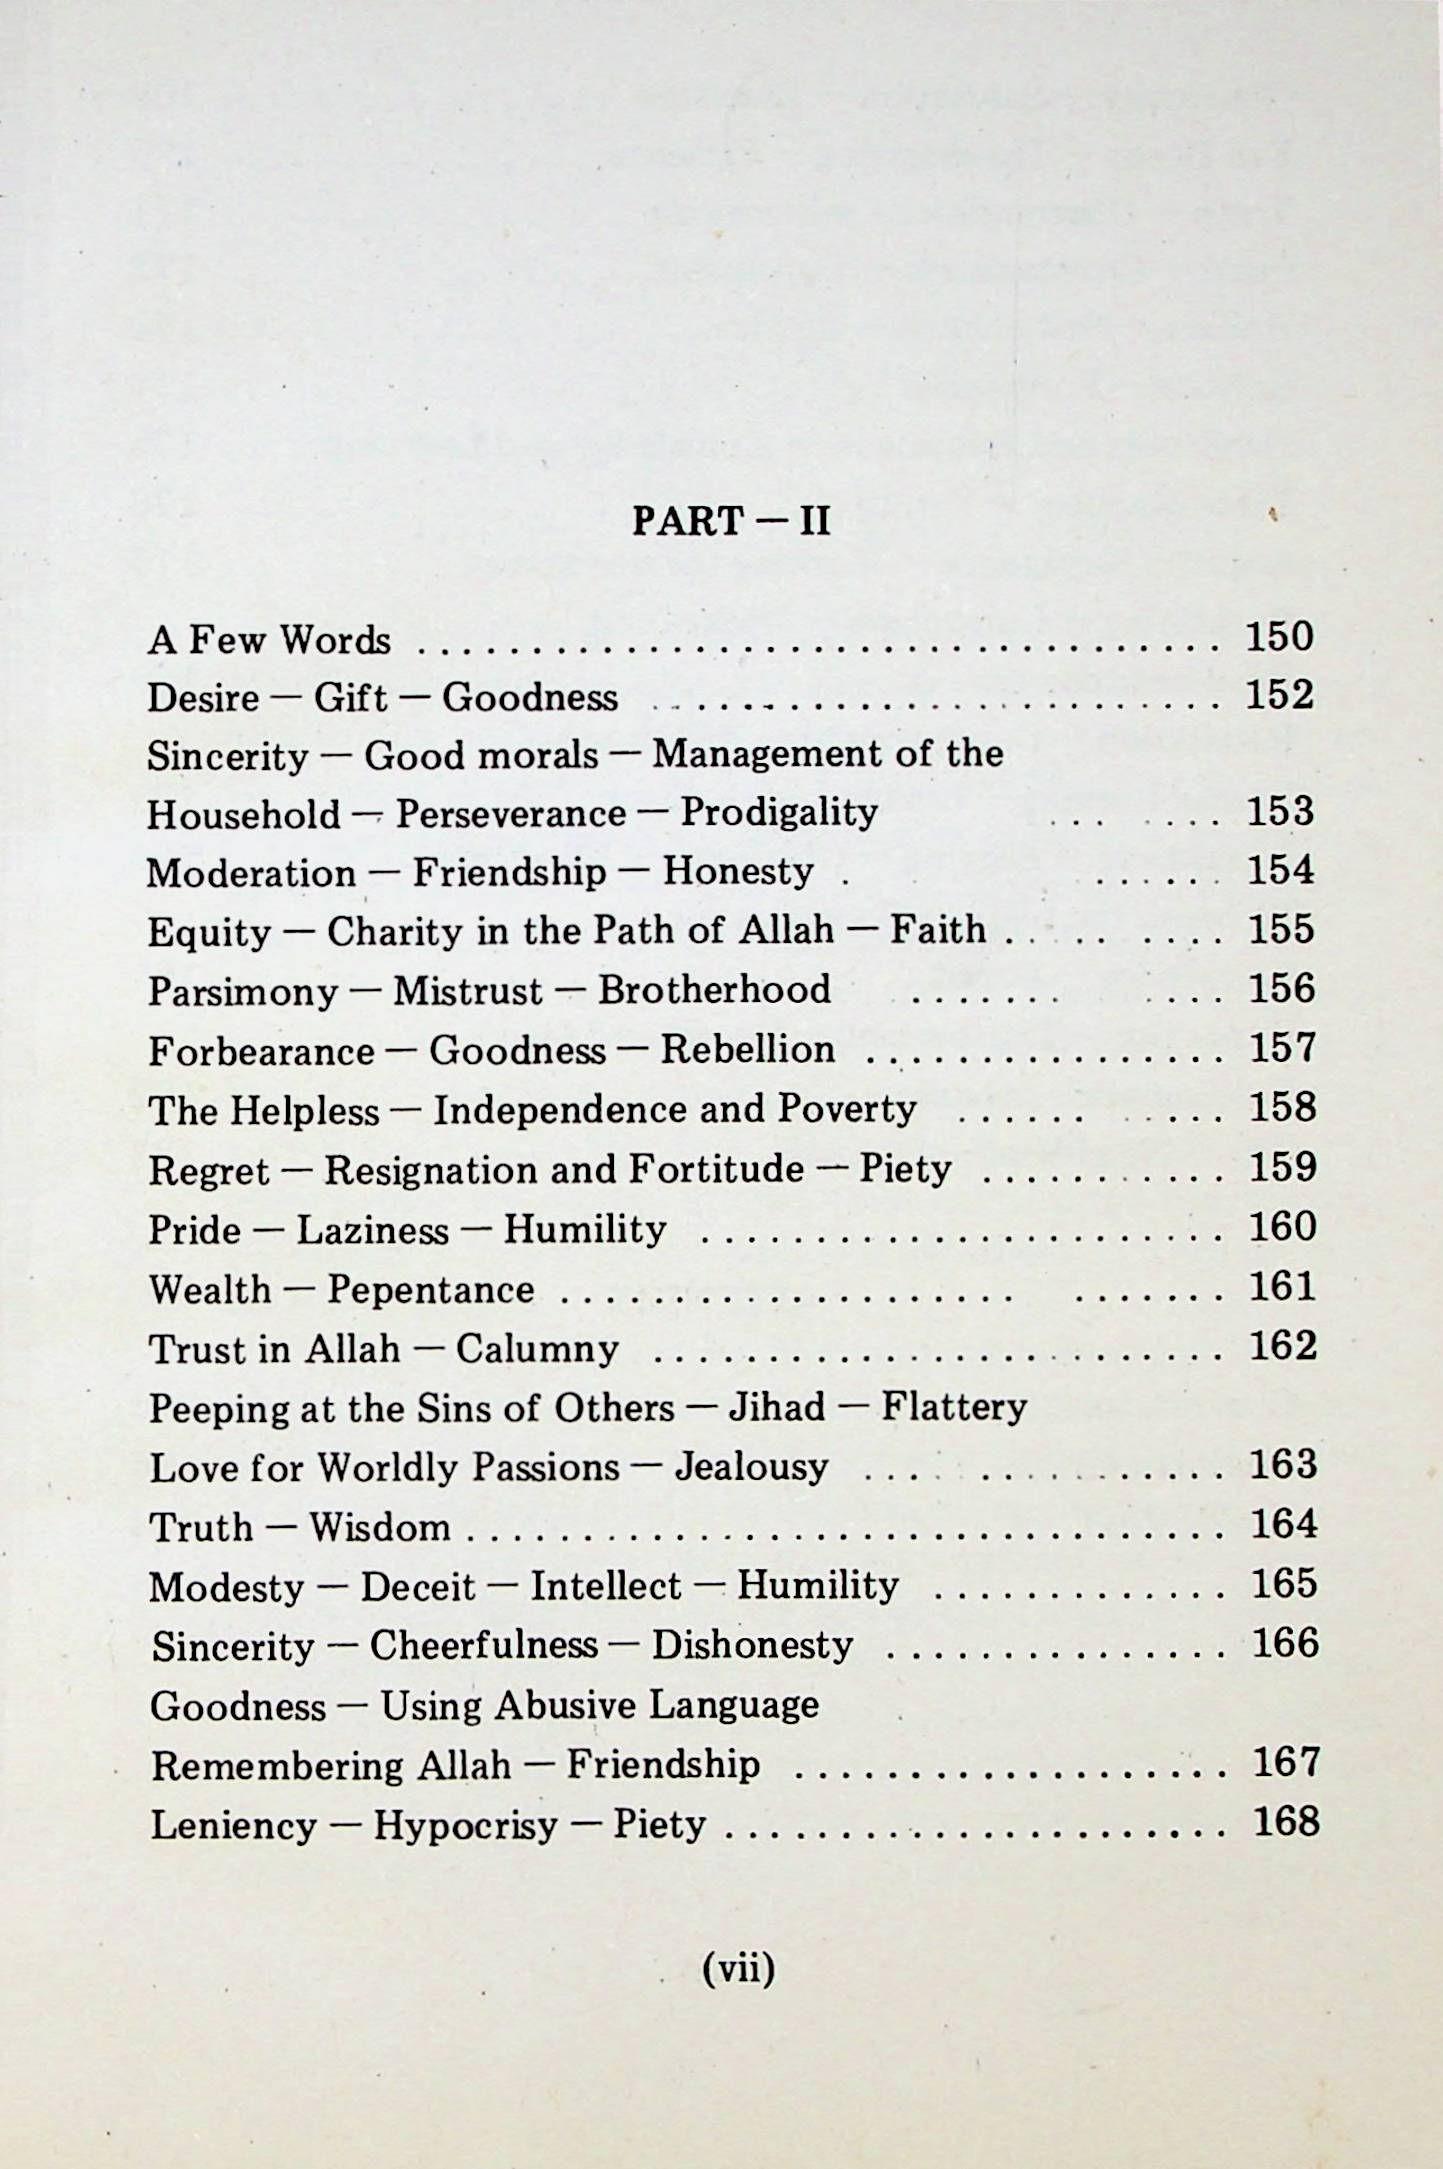 PART — II
A Few Words ................................... 150
Desire — Gift — Goodness ......................... 152
Sincerity — Good morals — Management of the
Household — Perseverance — Prodigality ... .... 153
Moderation — Friendship — Honesty . ...... 154
Equity — Charity in the Path of Allah — Faith ..... .... 155
Parsimony — Mistrust — Brotherhood ....... .... 156
Forbearance — Goodness — Rebellion ................ 157
The Helpless — Independence and Poverty ...... ..... 158
Regret — Resignation and Fortitude — Piety ........... 159
Pride — Laziness — Humility ....................... 160
Wealth — Pepentance .................... ....... 161
Trust in Allah — Calumny ......................... 162
Peeping at the Sins of Others — Jihad — Flattery
Love for Worldly Passions — Jealousy .... ........... 163
Truth — Wisdom ................................. 164
Modesty — Deceit — Intellect — Humility ............. 165
Sincerity — Cheerfulness — Dishonesty ............... 166
Goodness — Using Abusive Language
Remembering Allah — Friendship ................... 167
Leniency — Hypocrisy — Piety ...................... 168
(vii)